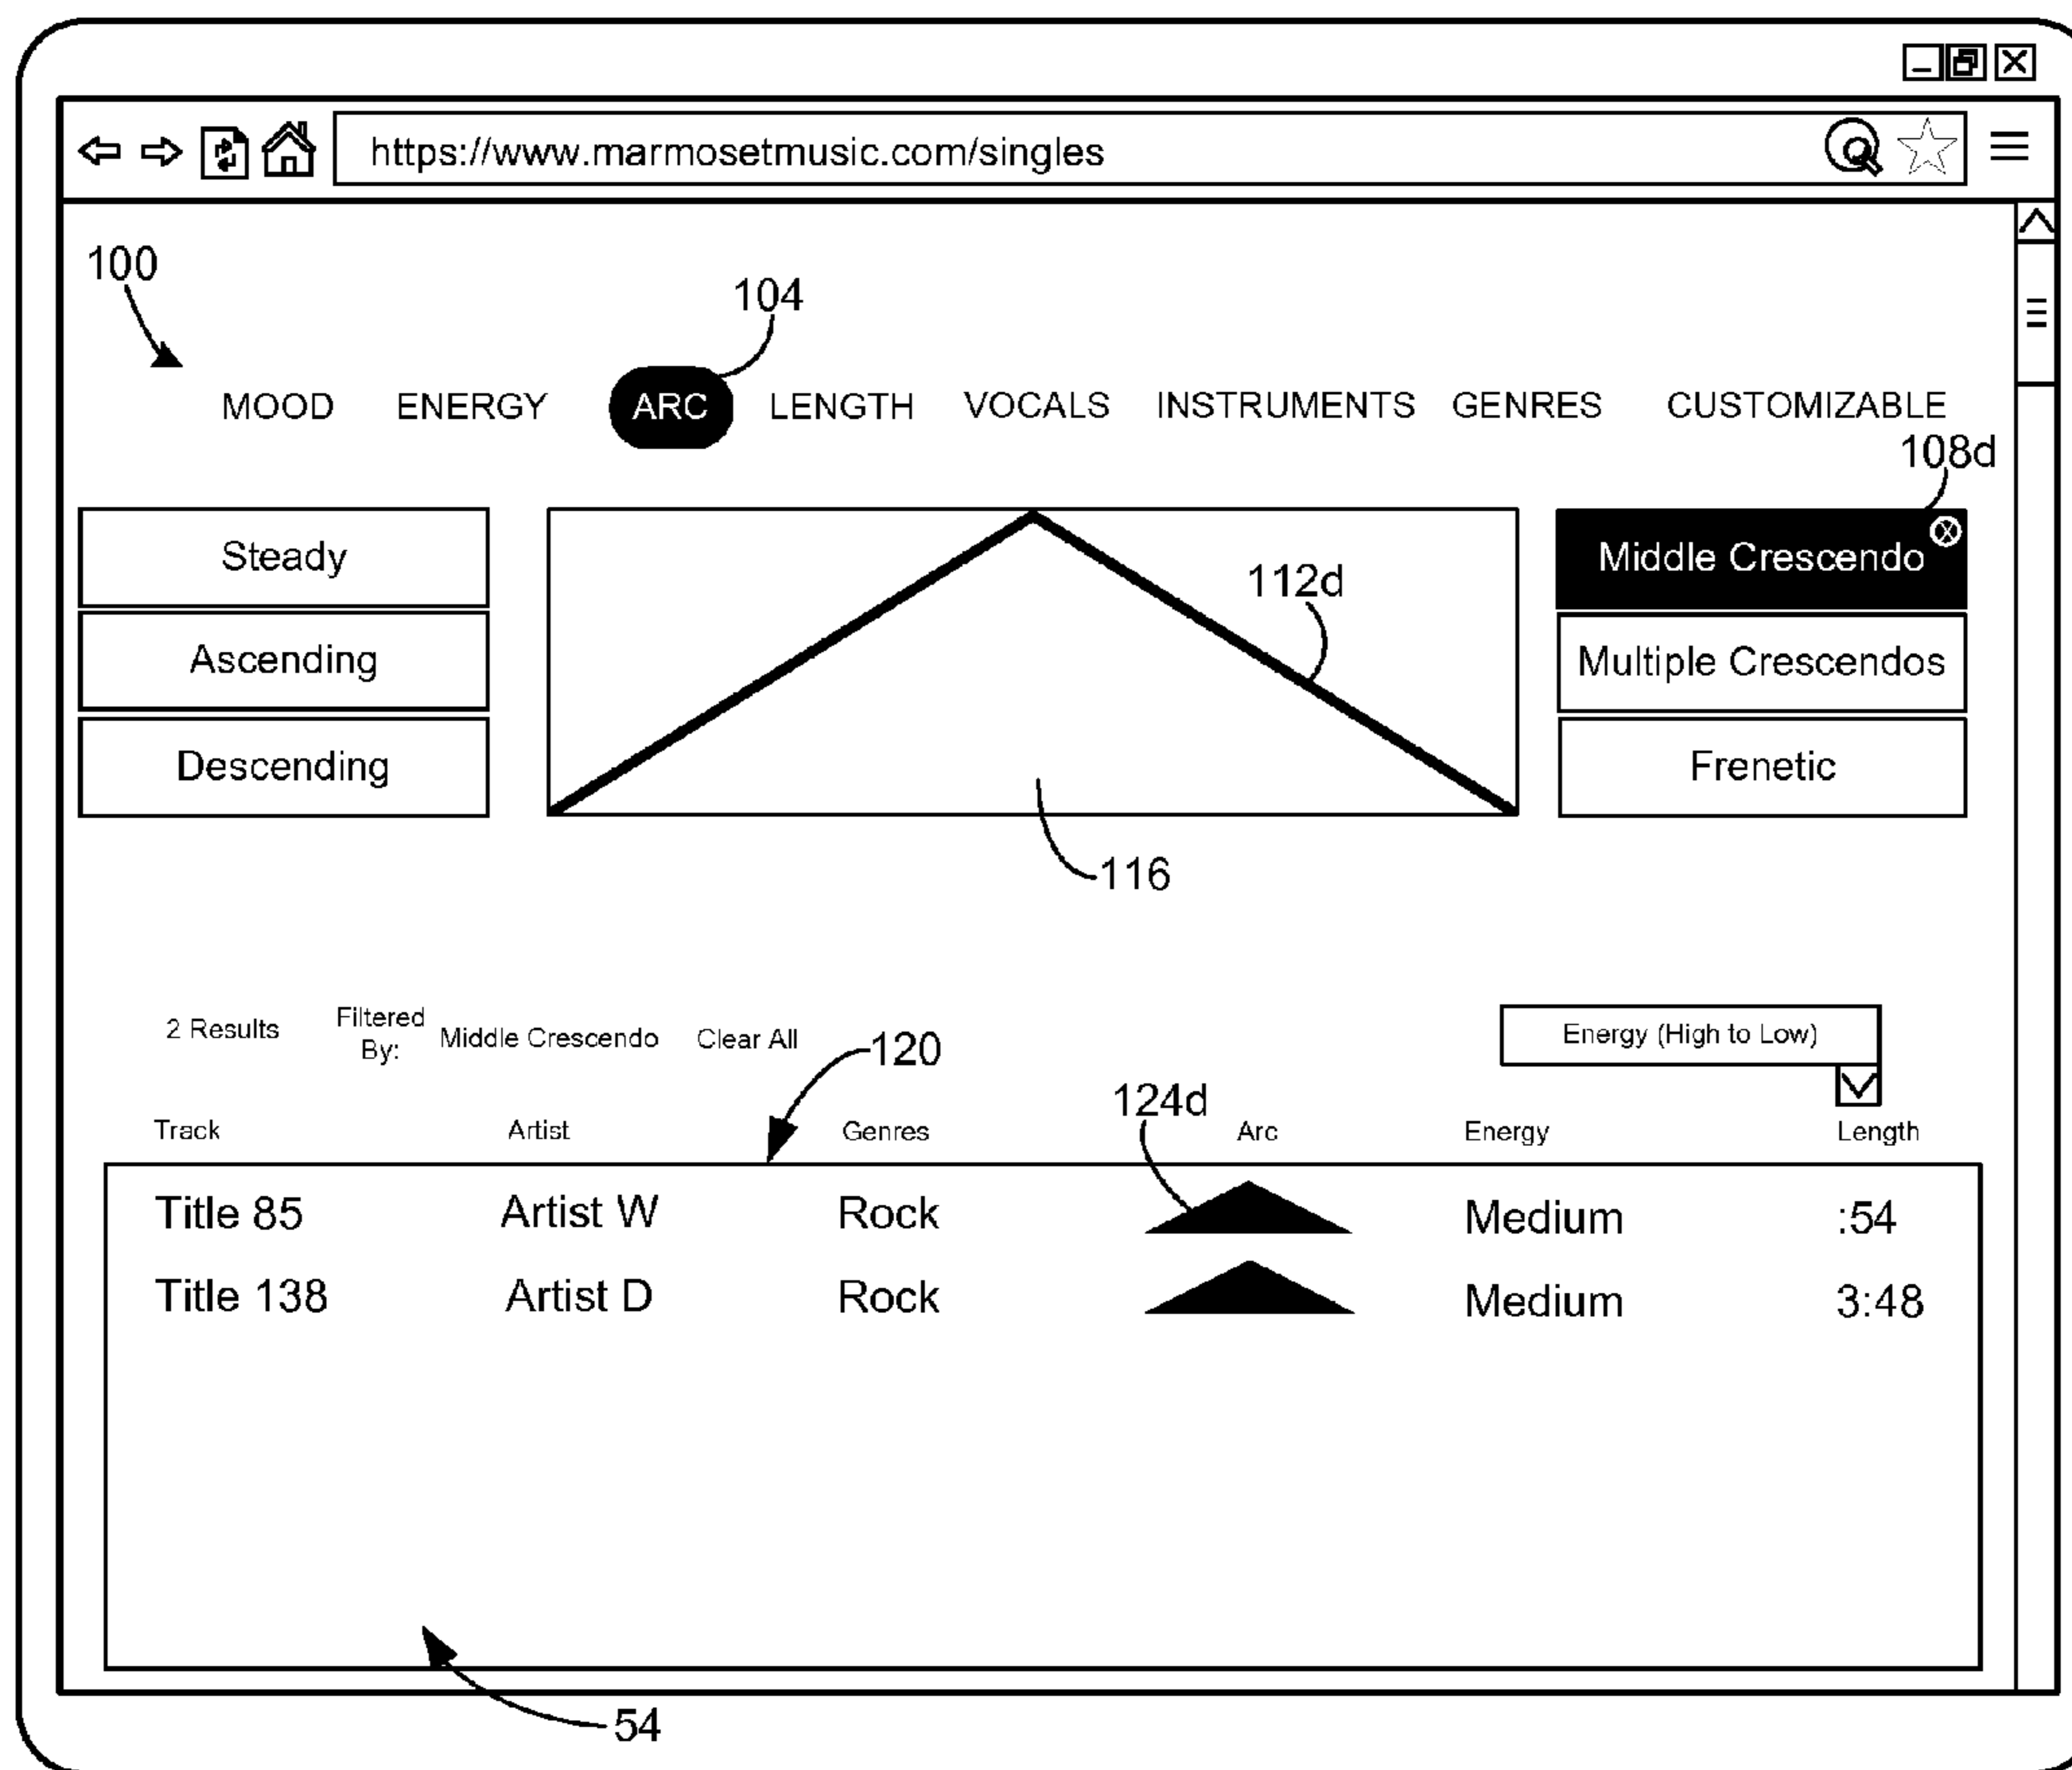 https://www.marmosetmusic.com/singles
100
104
MOOD ENERGY ARC LENGTH VOCALS INSTRUMENTS GENRES CUSTOMIZABLE
108d
Steady
Ascending
Descending
112d
116
Middle Crescendo
X
Multiple Crescendos
Frenetic
2 Results
Filtered
By:
Middle Crescendo
Clear All
120
Energy (High to Low)
124d
Track Artist Genres Arc Energy Length
Title 85 Artist W Rock Medium :54
Title 138 Artist D Rock Medium 3:48
54